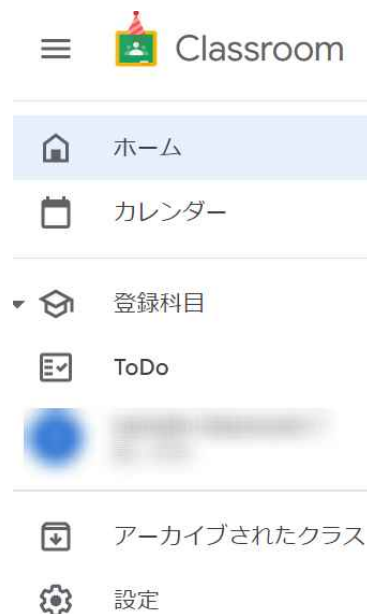 Classroom
ホーム
カレンダー
登録科目
ToDo
アーカイブされたクラス
設定